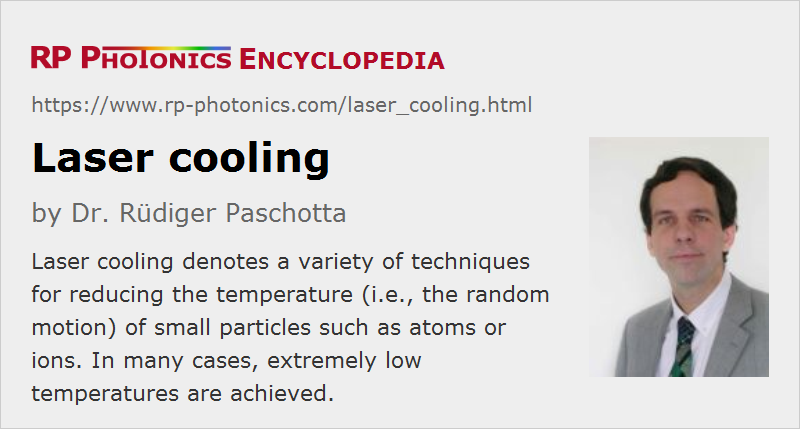 RP PHOTONICS ENCYCLOPEDIA
https://www.rp-photonics.com/laser_cooling.html
Laser cooling
by Dr. Rüdiger Paschotta
Laser cooling denotes a variety of techniques
for reducing the temperature (i.e., the random
motion) of small particles such as atoms or
ions. In many cases, extremely low
temperatures are achieved.